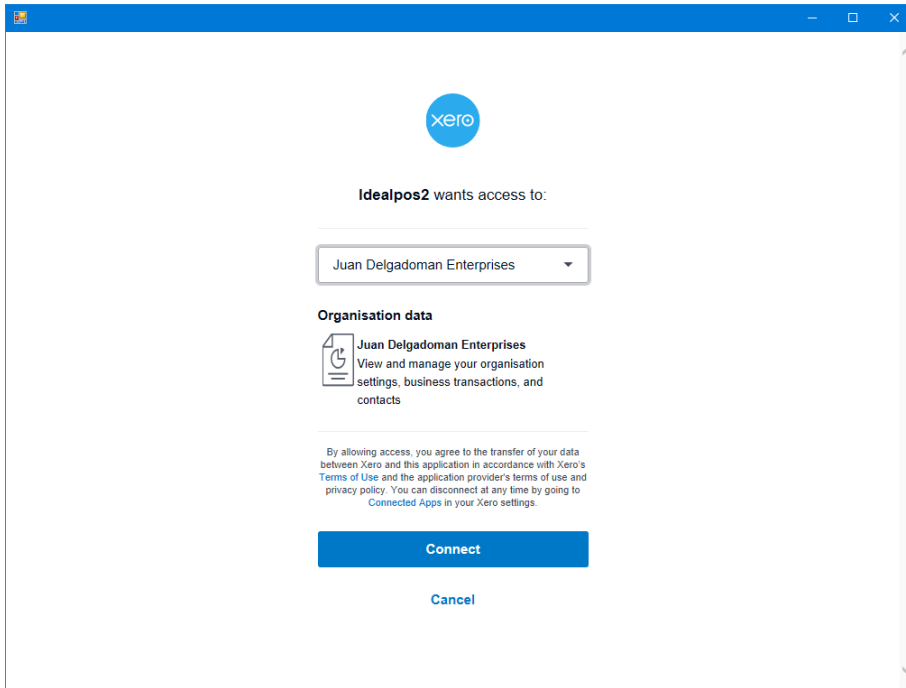 xero
Idealpos2 wants access to:
Juan Delgadoman Enterprises
Organisation data
Juan Delgadoman Enterprises
View and manage your organisation
settings, business transactions, and
contacts
By allowing access, you agree to the transfer of your data
between Xero and this application in accordance with Xero's
Terms of Use and the application provider's terms of use and
privacy policy. You can disconnect at any time by going to
Connected Apps in your Xero settings.
Connect
Cancel